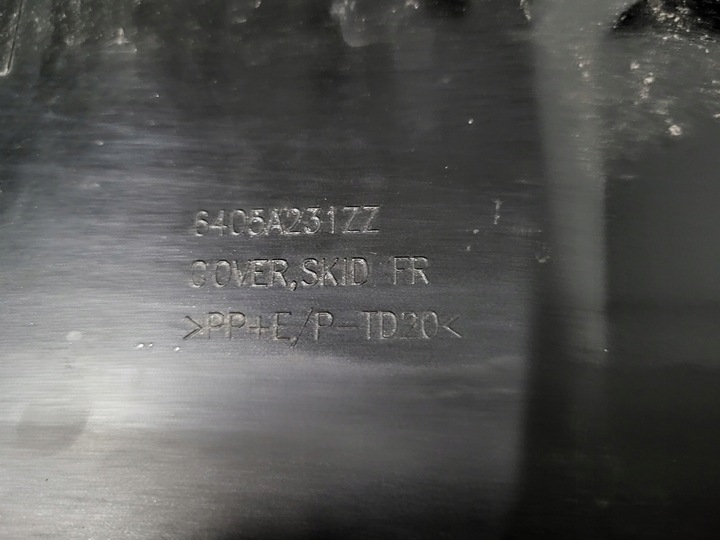 6405A231ZZ
COVER,SKID FR
>PP+E/P-TD20<